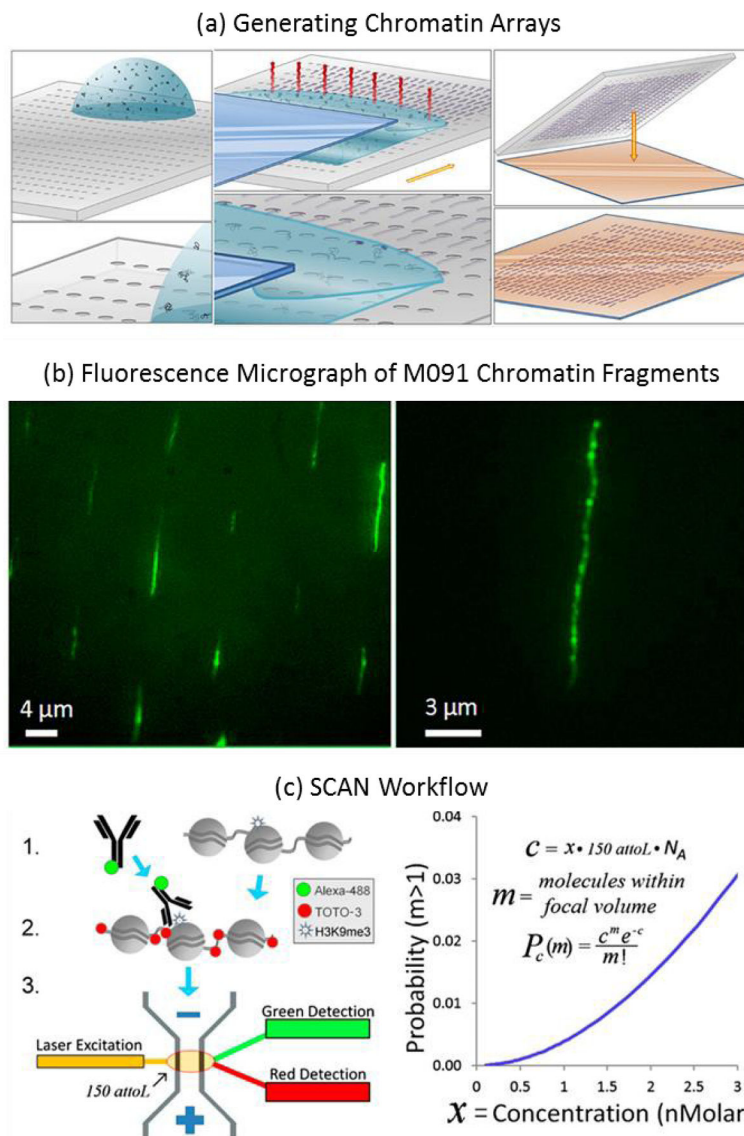 (a) Generating Chromatin Arrays
(b) Fluorescence Micrograph of M091 Chromatin Fragments
4 µm
3 µm
(c) SCAN Workflow
1.
2.
3.
Alexa-488
TOTO-3
H3K9me3
Green Detection
Laser Excitation
Red Detection
150 attoL
Probability (m>1)
0.04
0.03
0.02
0.01
0.00
c = x• 150 attoL • N_A
m = molecules within
focal volume
P_c(m) = c^m e^-c / m!
0 0.5 1 1.5 2 2.5 3
x = Concentration (nMolar)